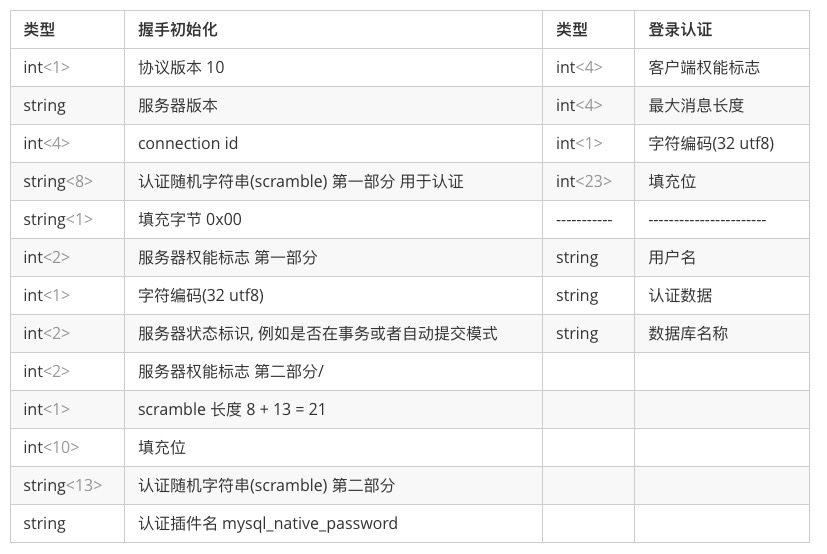 类型 握手初始化 类型 登录认证
int<1> 协议版本 10 int<4> 客户端权能标志
string 服务器版本 int<4> 最大消息长度
int<4> connection id int<1> 字符编码(32 utf8)
string<8> 认证随机字符串(scramble) 第一部分 用于认证 int<23> 填充位
string<1> 填充字节 0x00 ----------- -----------------------
int<2> 服务器权能标志 第一部分 string 用户名
int<1> 字符编码(32 utf8) string 认证数据
int<2> 服务器状态标识, 例如是否在事务或者自动提交模式 string 数据库名称
int<2> 服务器权能标志 第二部分/
int<1> scramble 长度 8 + 13 = 21
int<10> 填充位
string<13> 认证随机字符串(scramble) 第二部分
string 认证插件名 mysql_native_password